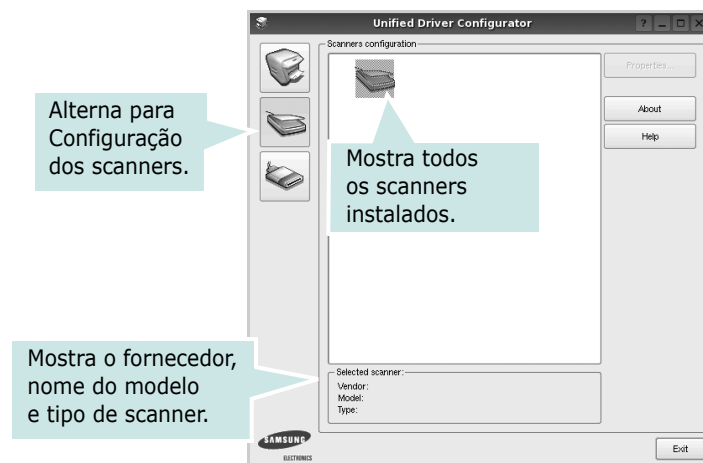 Unified Driver Configurator
Scanners configuration
Properties...
About
Help
Alterna para
Configuração
dos scanners.
Mostra todos
os scanners
instalados.
Mostra o fornecedor,
nome do modelo
e tipo de scanner.
Selected scanner:
Vendor:
Model:
Type:
SAMSUNG
ELECTRONICS
Exit